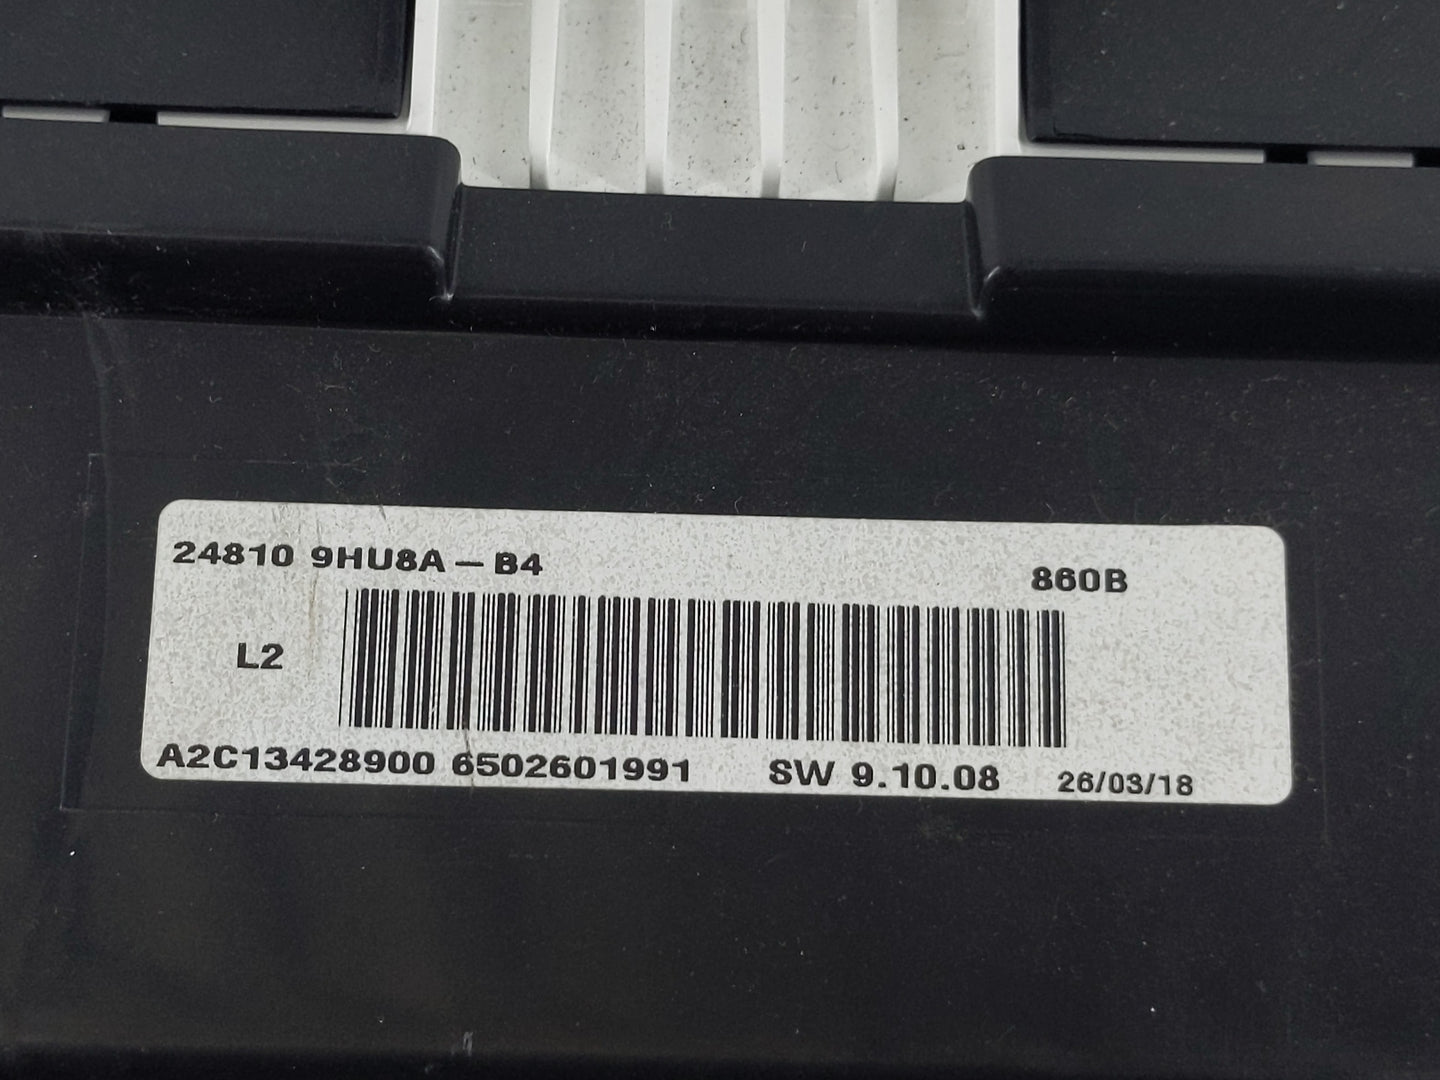 24810 9HU8A - B4
860B
L2
A2C13428900 6502601991 SW 9.10.08 26/03/18